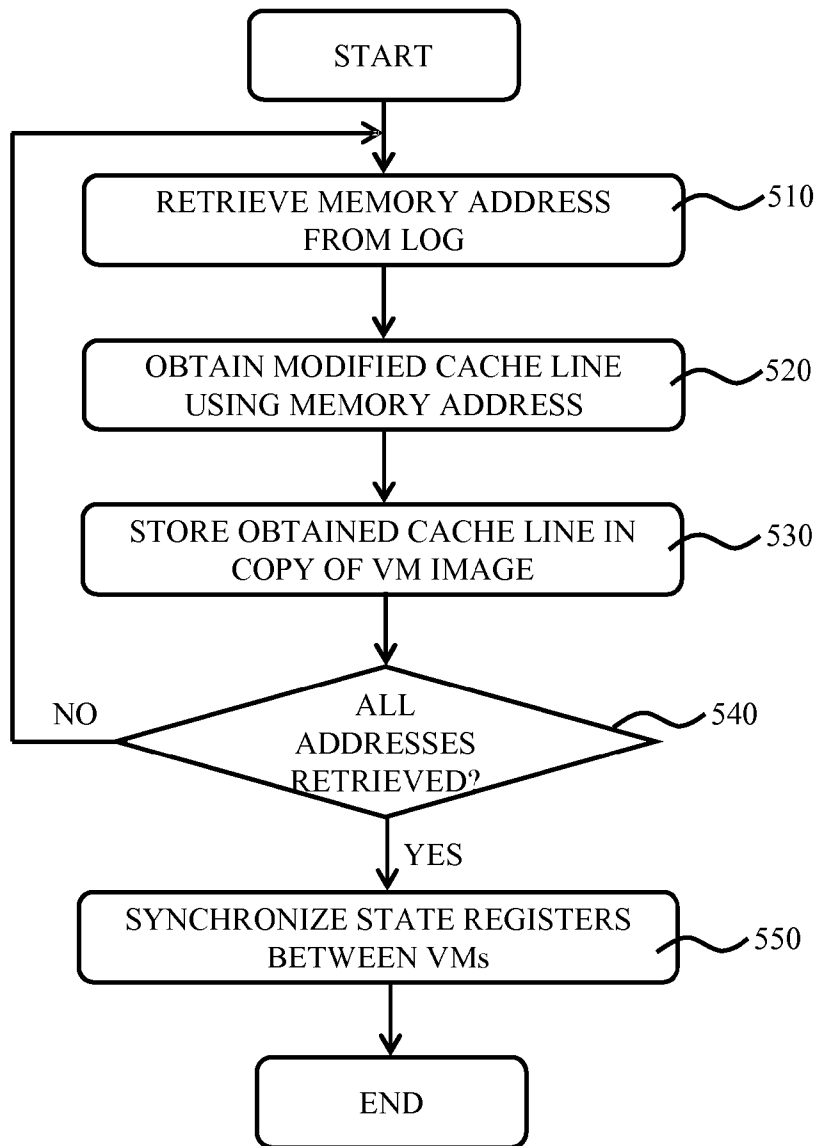 START
RETRIEVE MEMORY ADDRESS
FROM LOG
510
OBTAIN MODIFIED CACHE LINE
USING MEMORY ADDRESS
520
STORE OBTAINED CACHE LINE IN
COPY OF VM IMAGE
530
NO
ALL
ADDRESSES
RETRIEVED?
540
YES
SYNCHRONIZE STATE REGISTERS
BETWEEN VMs
550
END